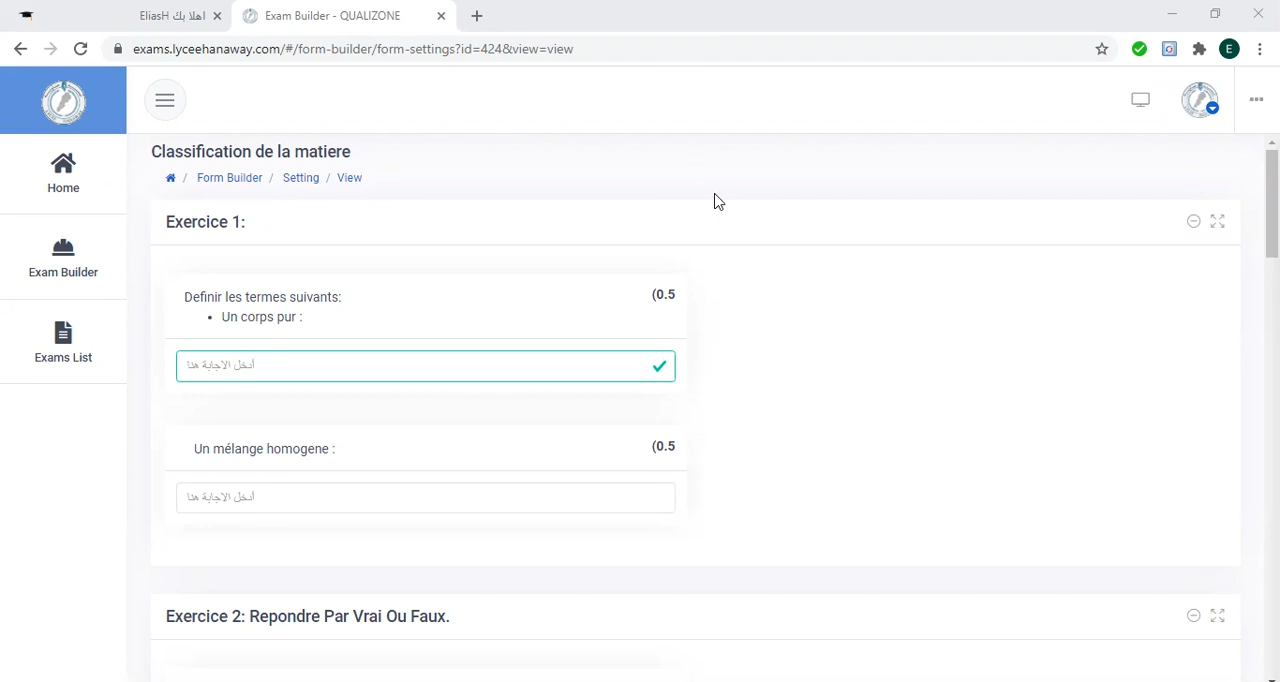 اهلا بك EliasH
Exam Builder - QUALIZONE
exams.lyceehanaway.com/#/form-builder/form-settings?id=424&view=view
E
Classification de la matiere
Form Builder / Setting / View
Home
Exam Builder
Exams List
Exercice 1:
Definir les termes suivants:
(0.5
• Un corps pur :
أدخل الاجابة هنا
Un mélange homogene :
(0.5
أدخل الاجابة هنا
Exercice 2: Repondre Par Vrai Ou Faux.